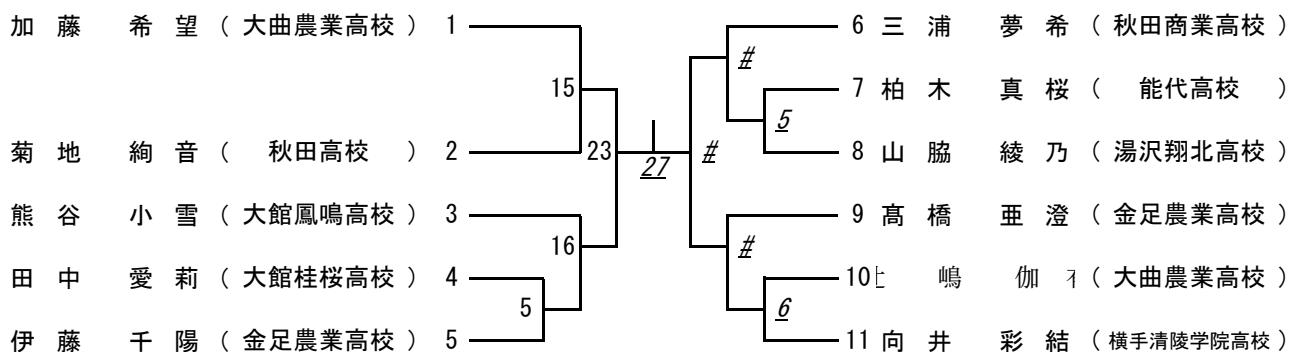 加藤 希望 (大曲農業高校) 1
15
菊地 絢音 (秋田高校) 2
23
熊谷 小雪 (大館鳳鳴高校) 3
16
田中 愛莉 (大館桂桜高校) 4
5
伊藤 千陽 (金足農業高校) 5
27
6 三浦 夢希 (秋田商業高校)
#
7 柏木 真桜 (能代高校)
5
8 山脇 綾乃 (湯沢翔北高校)
#
9 髙橋 亜澄 (金足農業高校)
#
10 嶋 伽 (大曲農業高校)
6
11 向井 彩結 (横手清陵学院高校)